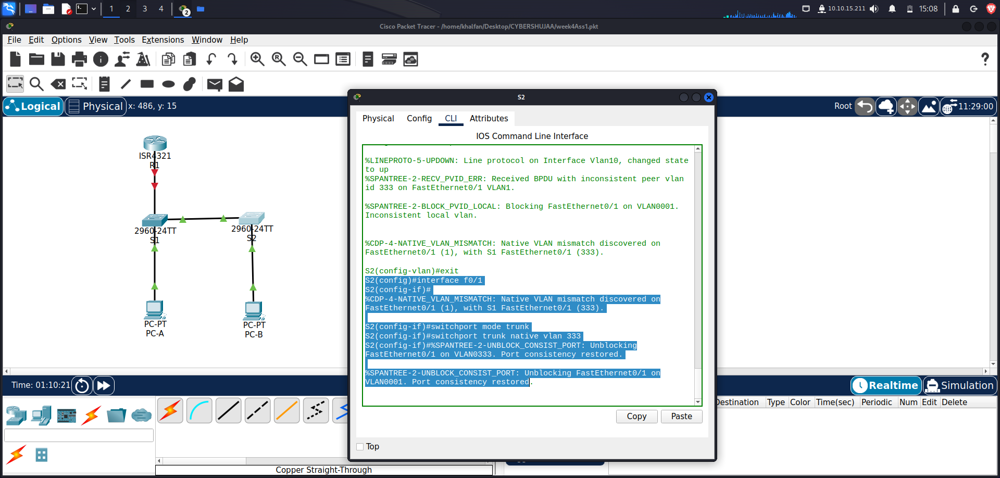 1
2
3
4
2
10.10.15.211
15:08
Cisco Packet Tracer - /home/khalfan/Desktop/CYBERSHUJAA/week4Ass1.pkt
File Edit Options View Tools Extensions Window Help
Logical
Physical
x: 486, y: 15
Root
11:29:00
ISR4321
R1
2960-24TT
S1
2960-24TT
S2
PC-PT
PC-A
PC-PT
PC-B
S2
Physical Config CLI Attributes
IOS Command Line Interface
%LINEPROTO-5-UPDOWN: Line protocol on Interface Vlan10, changed state
to up
%SPANTREE-2-RECV_PVID_ERR: Received BPDU with inconsistent peer vlan
id 333 on FastEthernet0/1 VLAN1.
%SPANTREE-2-BLOCK_PVID_LOCAL: Blocking FastEthernet0/1 on VLAN0001.
Inconsistent local vlan.
%CDP-4-NATIVE_VLAN_MISMATCH: Native VLAN mismatch discovered on
FastEthernet0/1 (1), with S1 FastEthernet0/1 (333).
S2(config-vlan)#exit
S2(config)#interface f0/1
S2(config-if)#
%CDP-4-NATIVE_VLAN_MISMATCH: Native VLAN mismatch discovered on
FastEthernet0/1 (1), with S1 FastEthernet0/1 (333).
S2(config-if)#switchport mode trunk
S2(config-if)#switchport trunk native vlan 333
S2(config-if)#%SPANTREE-2-UNBLOCK_CONSIST_PORT: Unblocking
FastEthernet0/1 on VLAN0333. Port consistency restored.
%SPANTREE-2-UNBLOCK_CONSIST_PORT: Unblocking FastEthernet0/1 on
VLAN0001. Port consistency restored.
Copy
Paste
Top
Time: 01:10:21
Realtime
Simulation
Destination Type Color Time(sec) Periodic Num Edit Delete
Copper Straight-Through